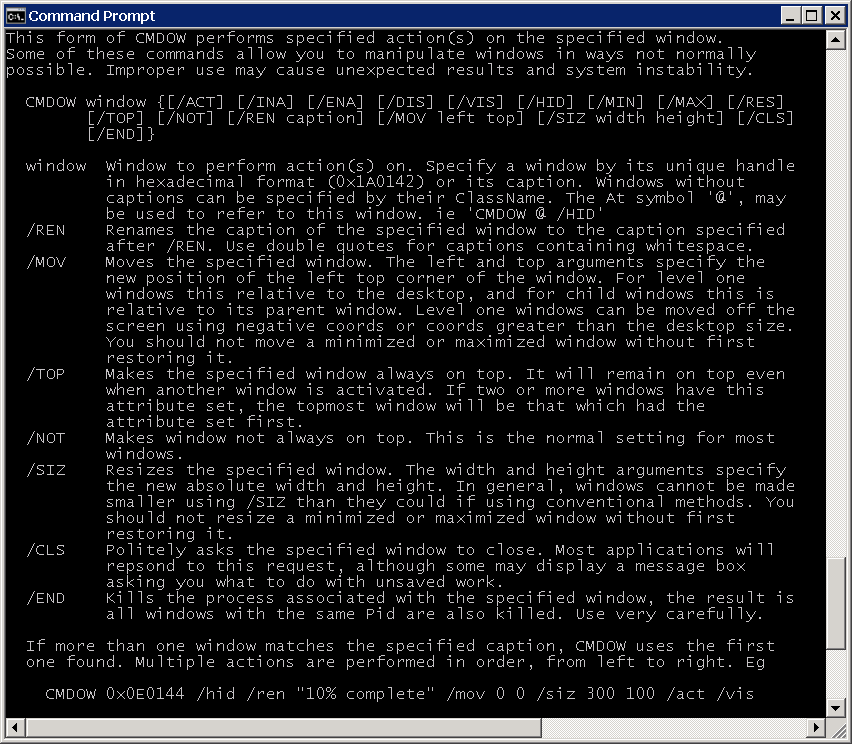 Command Prompt
This form of CMDOW performs specified action(s) on the specified window.
Some of these commands allow you to manipulate windows in ways not normally
possible. Improper use may cause unexpected results and system instability.
CMDOW window {[/ACT] [/INA] [/ENA] [/DIS] [/VIS] [/HID] [/MIN] [/MAX] [/RES]
[/TOP] [/NOT] [/REN caption] [/MOV left top] [/SIZ width height] [/CLS]
[/END]}
window Window to perform action(s) on. Specify a window by its unique handle
in hexadecimal format (0x1A0142) or its caption. Windows without
captions can be specified by their ClassName. The At symbol '@', may
be used to refer to this window. ie 'CMDOW @ /HID'
/REN Renames the caption of the specified window to the caption specified
after /REN. Use double quotes for captions containing whitespace.
/MOV Moves the specified window. The left and top arguments specify the
new position of the left top corner of the window. For level one
windows this relative to the desktop, and for child windows this is
relative to its parent window. Level one windows can be moved off the
screen using negative coords or coords greater than the desktop size.
You should not move a minimized or maximized window without first
restoring it.
/TOP Makes the specified window always on top. It will remain on top even
when another window is activated. If two or more windows have this
attribute set, the topmost window will be that which had the
attribute set first.
/NOT Makes window not always on top. This is the normal setting for most
windows.
/SIZ Resizes the specified window. The width and height arguments specify
the new absolute width and height. In general, windows cannot be made
smaller using /SIZ than they could if using conventional methods. You
should not resize a minimized or maximized window without first
restoring it.
/CLS Politely asks the specified window to close. Most applications will
repsond to this request, although some may display a message box
asking you what to do with unsaved work.
/END Kills the process associated with the specified window, the result is
all windows with the same Pid are also killed. Use very carefully.
If more than one window matches the specified caption, CMDOW uses the first
one found. Multiple actions are performed in order, from left to right. Eg
CMDOW 0x0E0144 /hid /ren "10% complete" /mov 0 0 /siz 300 100 /act /vis